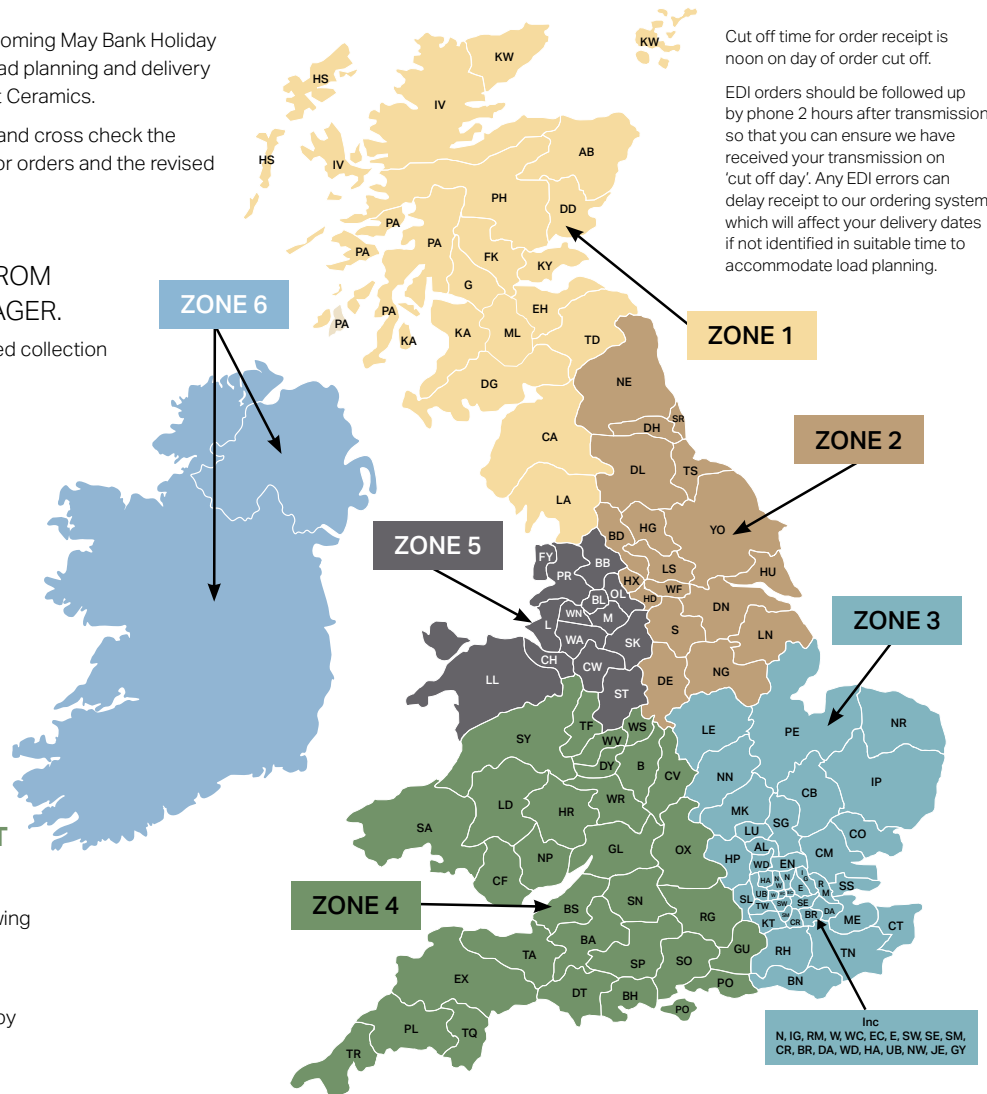 oming May Bank Holiday
ad planning and delivery
t Ceramics.
and cross check the
or orders and the revised
ROM
AGER.
ed collection
T
wing
by
Cut off time for order receipt is
noon on day of order cut off.
EDI orders should be followed up
by phone 2 hours after transmission
so that you can ensure we have
received your transmission on
‘cut off day’. Any EDI errors can
delay receipt to our ordering system
which will affect your delivery dates
if not identified in suitable time to
accommodate load planning.
ZONE 6
ZONE 1
ZONE 2
ZONE 5
ZONE 3
ZONE 4
KW
KW
HS
IV
HS
IV
AB
PH
DD
PA
PA
PA
FK
KY
G
PA
PA
EH
KA
KA
ML
TD
DG
NE
SR
DH
CA
DL
TS
LA
HG
YO
BD
FY
BB
LS
HU
PR
HX
WF
OL
BL
HD
DN
WN
M
L
S
LN
WA
SK
CH
CW
NG
LL
DE
ST
TF
WS
LE
PE
NR
SY
WV
DY
B
CV
NN
IP
CB
LD
HR
WR
MK
SG
SA
LU
CO
GL
OX
AL
CM
NP
HP
WD
EN
CF
HA
N
W
N
I
G
E
R
M
SS
SL
UB
W
SW
SE
TW
BS
SN
RG
KT
CR
BR
DA
ME
CT
BA
GU
RH
TN
TA
SP
SO
EX
PO
BN
DT
BH
PO
PL
TQ
TR
Inc
N, IG, RM, W, WC, EC, E, SW, SE, SM,
CR, BR, DA, WD, HA, UB, NW, JE, GY